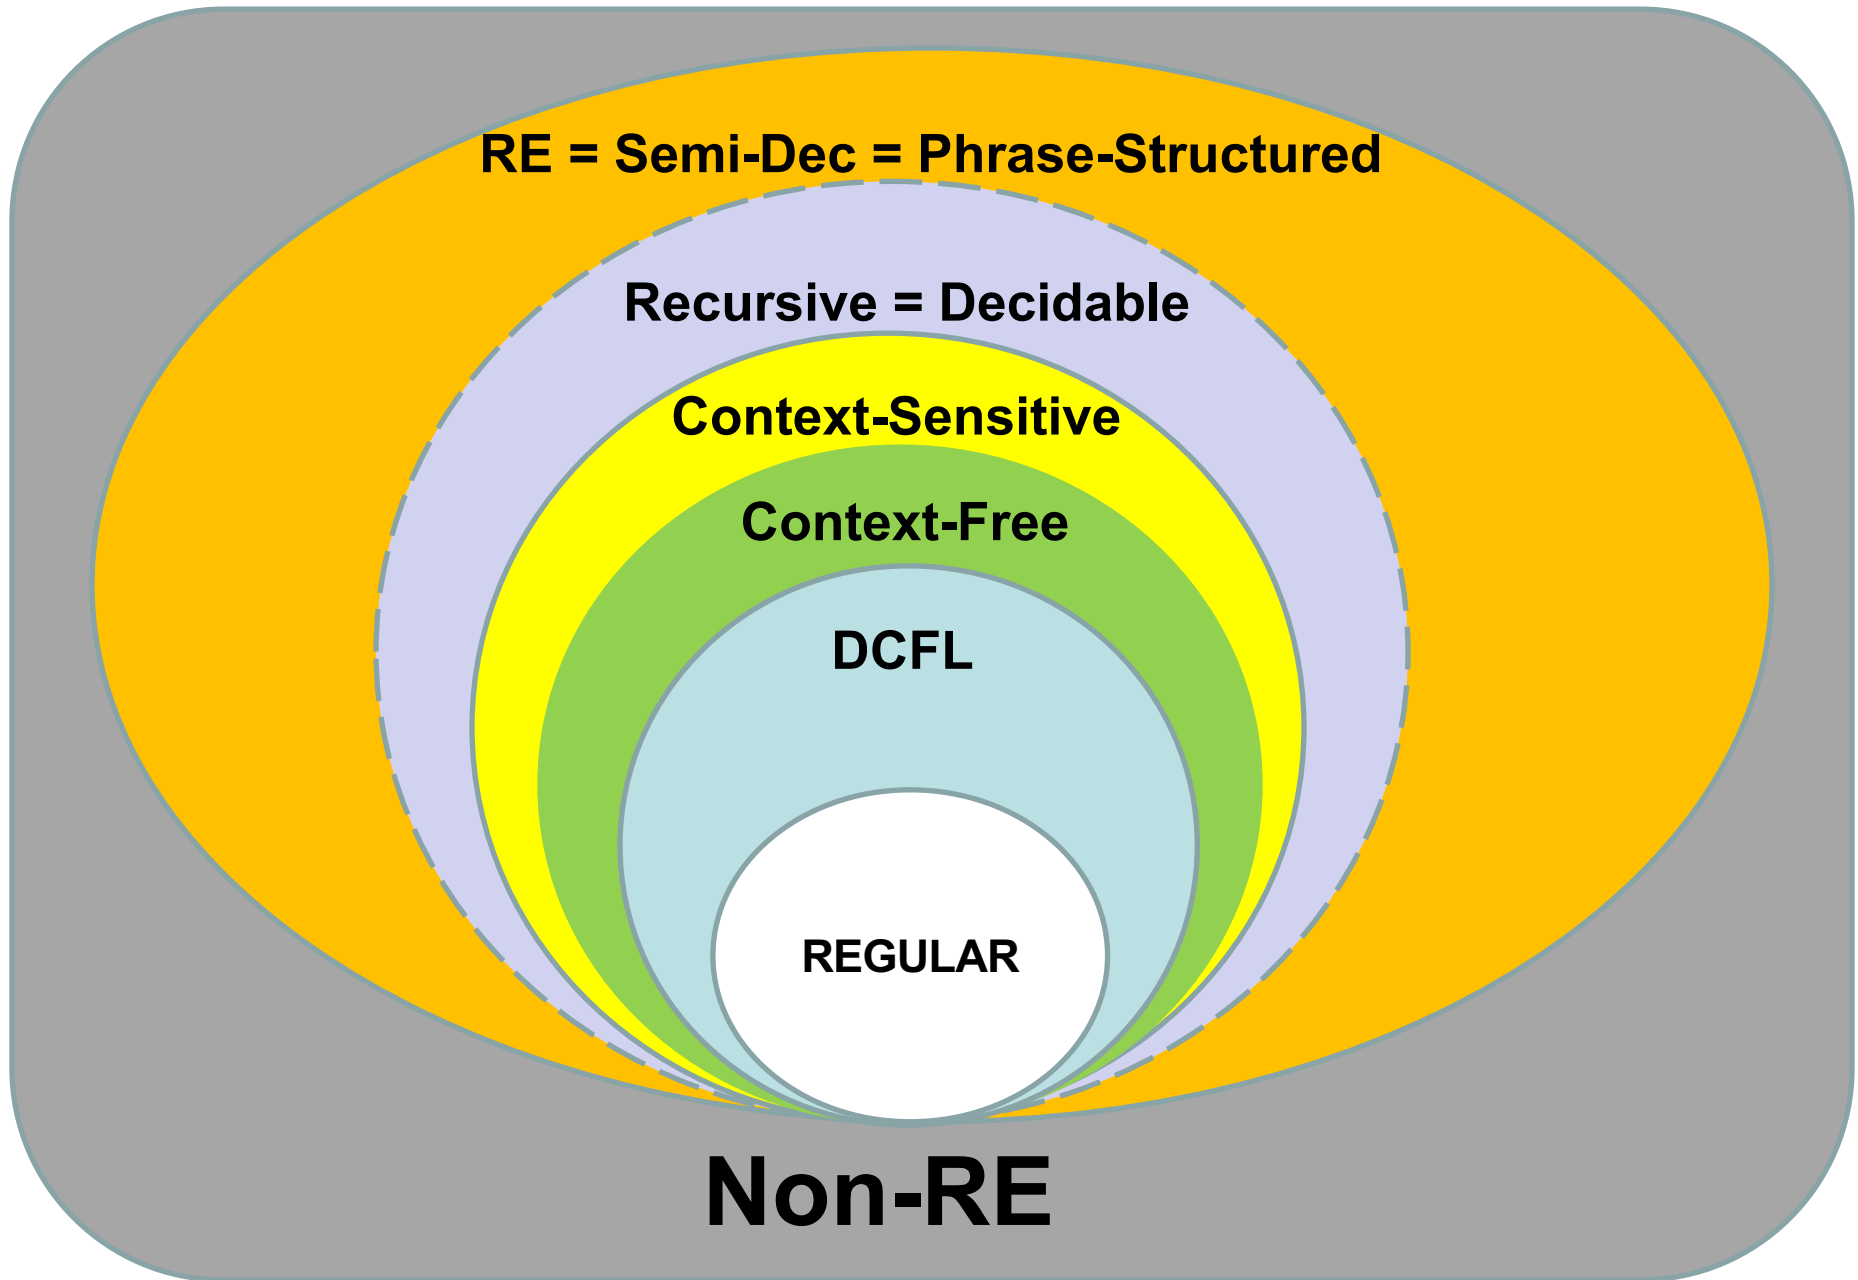 RE = Semi-Dec = Phrase-Structured
Recursive = Decidable
Context-Sensitive
Context-Free
DCFL
REGULAR
Non-RE